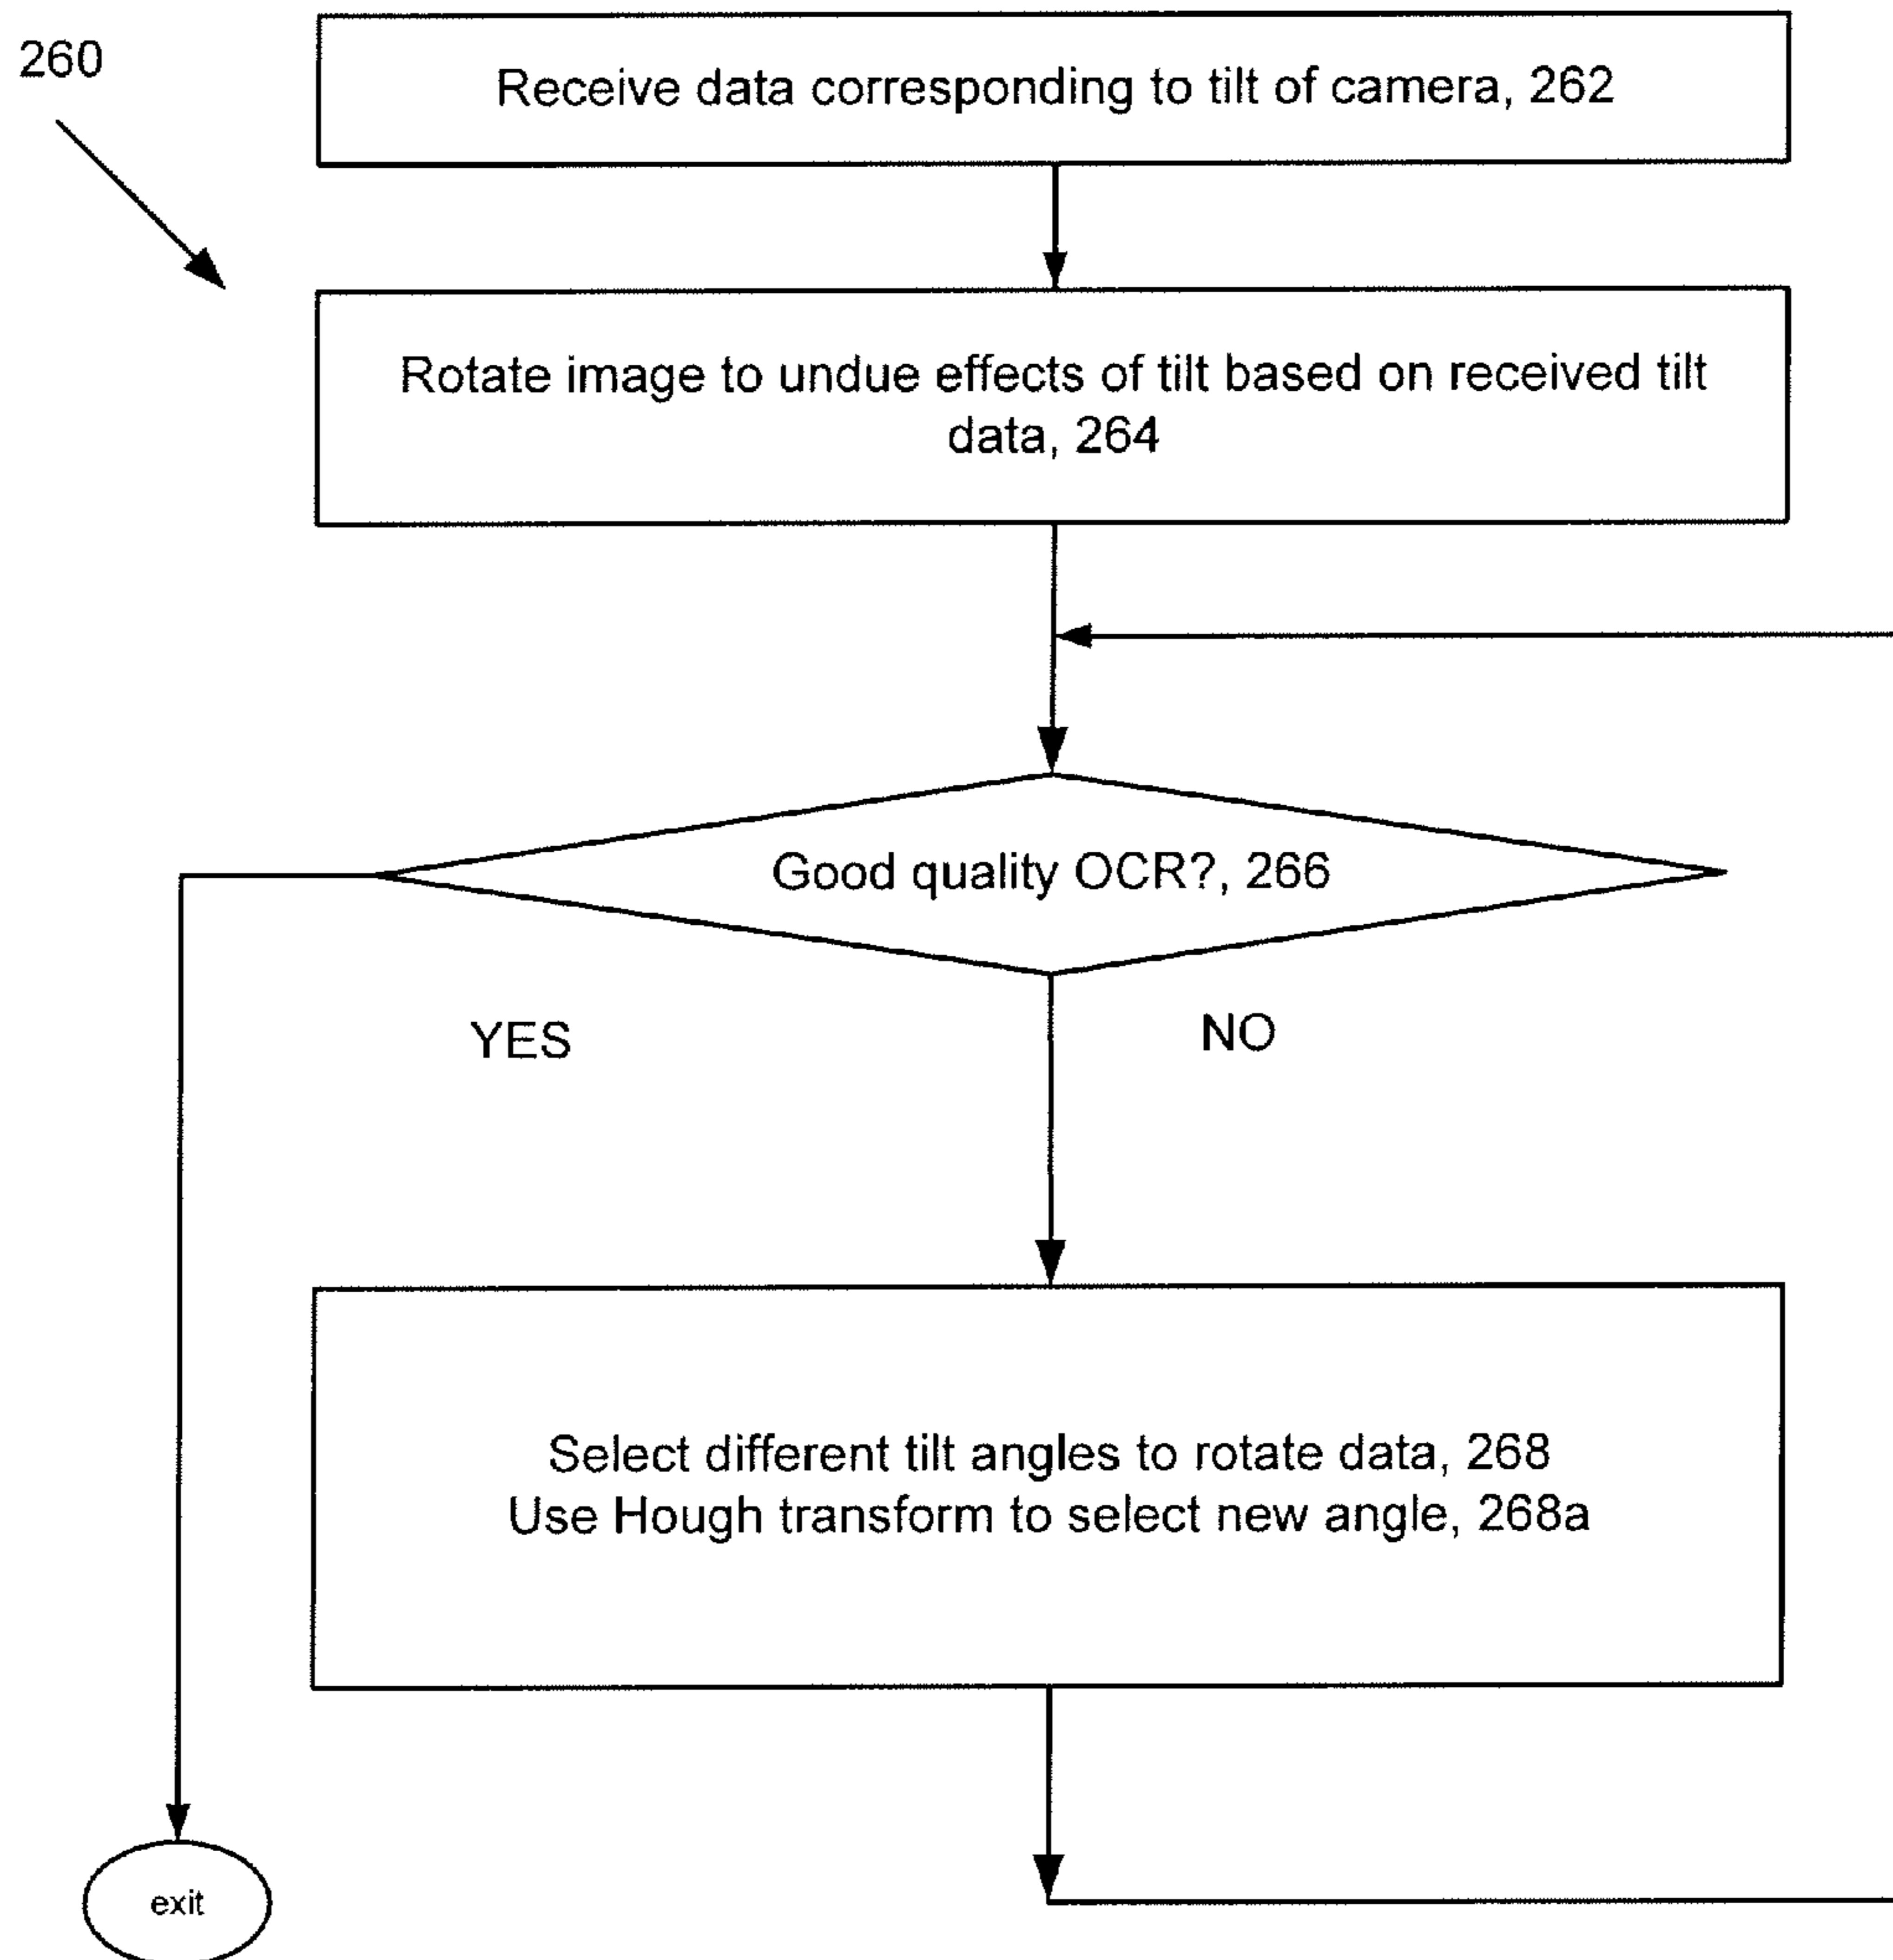 260
Receive data corresponding to tilt of camera, 262
Rotate image to undue effects of tilt based on received tilt
data, 264
Good quality OCR?, 266
YES
NO
Select different tilt angles to rotate data, 268
Use Hough transform to select new angle, 268a
exit